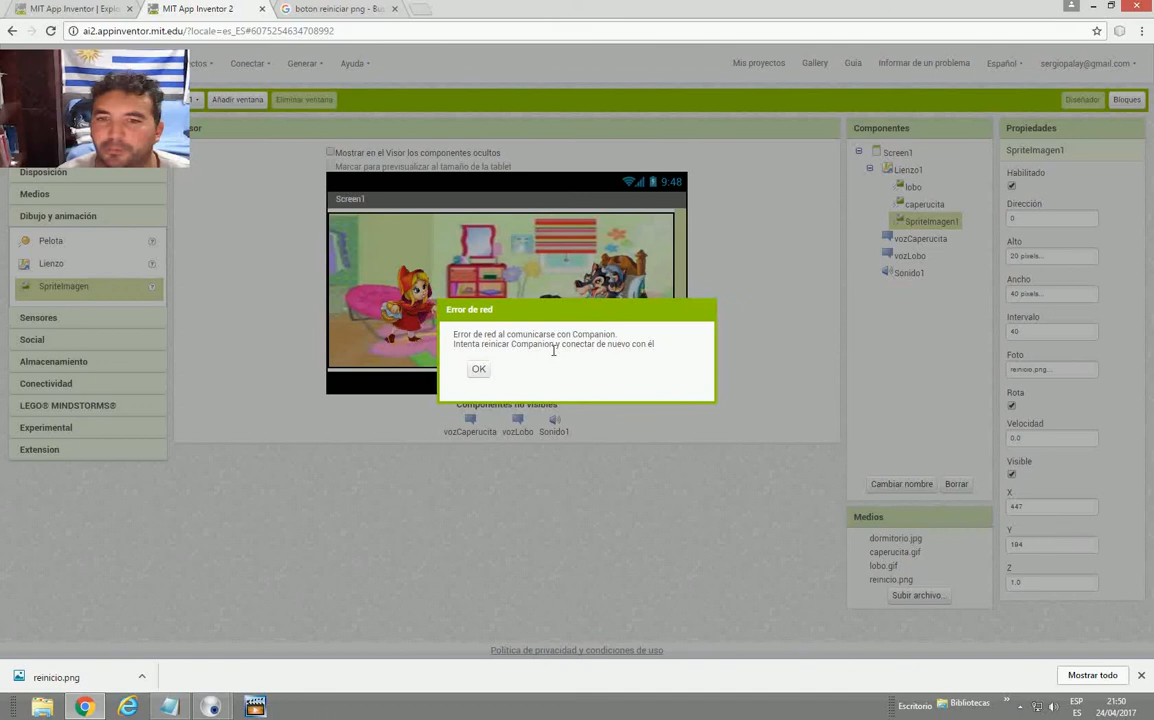 MIT App Inventor | Explo
MIT App Inventor 2
boton reiniciar png - Bus
ai2.appinventor.mit.edu/?locale=es_ES#6075254634708992
Conectar
Generar
Ayuda
Mis proyectos
Gallery
Guía
Informar de un problema
Español
sergiopalay@gmail.com
Añadir ventana
Eliminar ventana
Diseñador
Bloques
Disposición
Medios
Dibujo y animación
Pelota
Lienzo
SpriteImagen
Sensores
Social
Almacenamiento
Conectividad
LEGO® MINDSTORMS®
Experimental
Extension
Mostrar en el Visor los componentes ocultos
Marcar para previsualizar al tamaño de la tablet
9:48
Screen1
Error de red
Error de red al comunicarse con Companion.
Intenta reinicar Companion y conectar de nuevo con él
OK
Componentes no visibles
vozCaperucita
vozLobo
Sonido1
Componentes
Screen1
Lienzo1
lobo
caperucita
SpriteImagen1
vozCaperucita
vozLobo
Sonido1
Cambiar nombre
Borrar
Medios
dormitorio.jpg
caperucita.gif
lobo.gif
reinicio.png
Subir archivo...
Propiedades
SpriteImagen1
Habilitado
Dirección
0
Alto
20 pixels...
Ancho
40 pixels...
Intervalo
40
Foto
reinicio.png...
Rota
Velocidad
0.0
Visible
X
447
Y
194
Z
1.0
Política de privacidad y condiciones de uso
reinicio.png
Mostrar todo
Escritorio
Bibliotecas
ESP
ES
21:50
24/04/2017